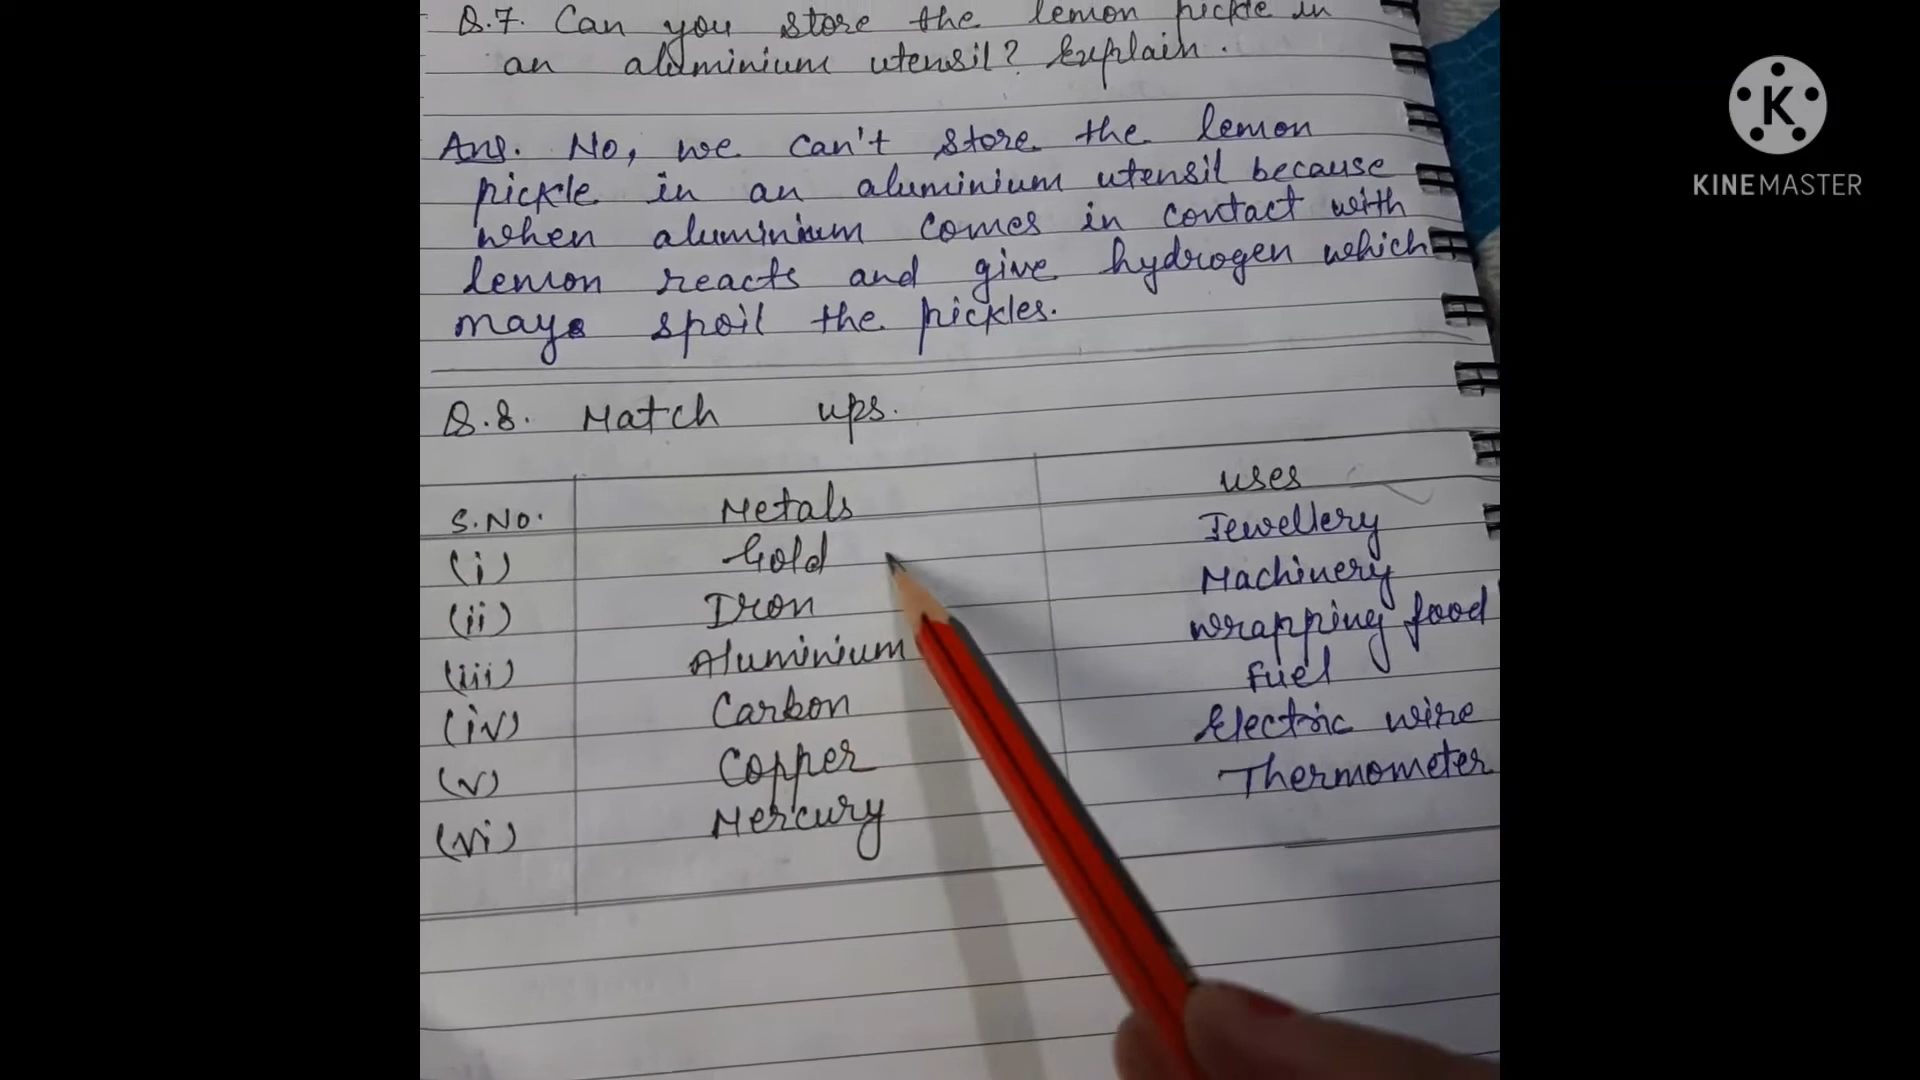 Q.7. Can you store the lemon pickle in
an aluminium utensil? Explain.
Ans. No, we can't store the lemon
pickle in an aluminium utensil because
when aluminium comes in contact with
lemon reacts and give hydrogen which
may spoil the pickles.
Q.8. Match ups.
S.No. Metals uses
(i) Gold Jewellery
(ii) Iron Machinery
(iii) Aluminium Wrapping food
(iv) Carbon Fuel
(v) Copper Electric wire
(vi) Mercury Thermometer
K
KINEMASTER